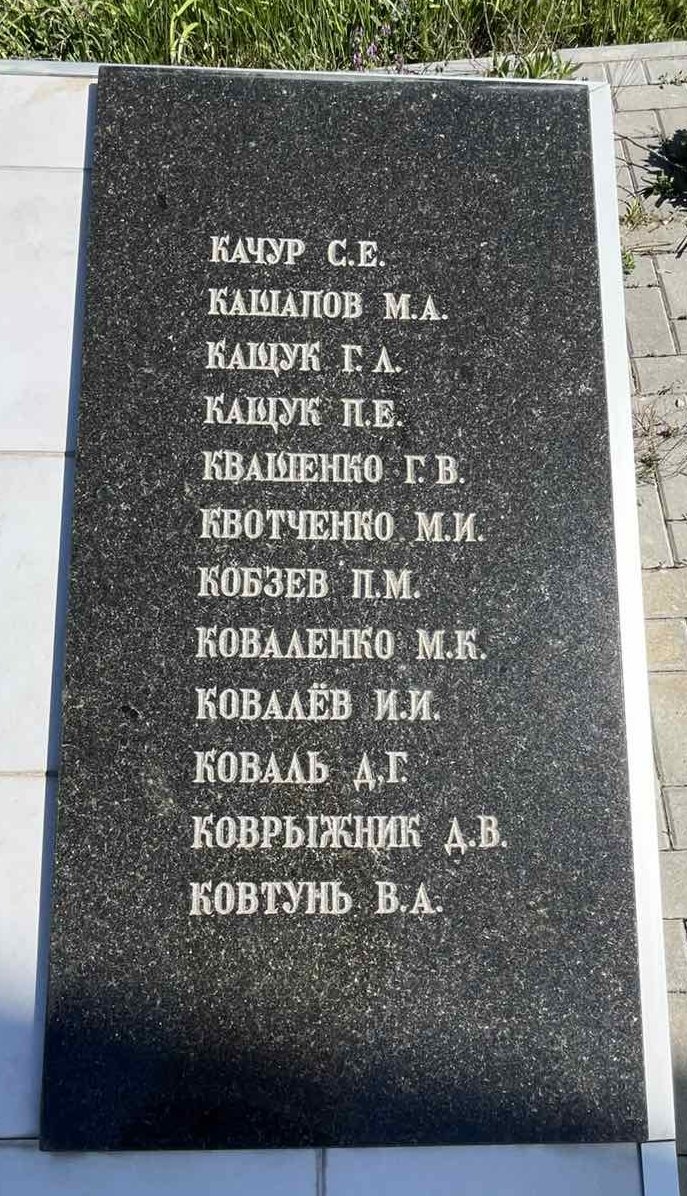 КАЧУР С.Е.
КАШАПОВ М.А.
КАЩУК Г.Л.
КАЩУК П.Е.
КВАШЕНКО Г.В.
КВОТЧЕНКО М.И.
КОБЗЕВ П.М.
КОВАЛЕНКО М.К.
КОВАЛЁВ И.И.
КОВАЛЬ Д.Г.
КОВРЫЖНИК Д.В.
КОВТУНЬ В.А.